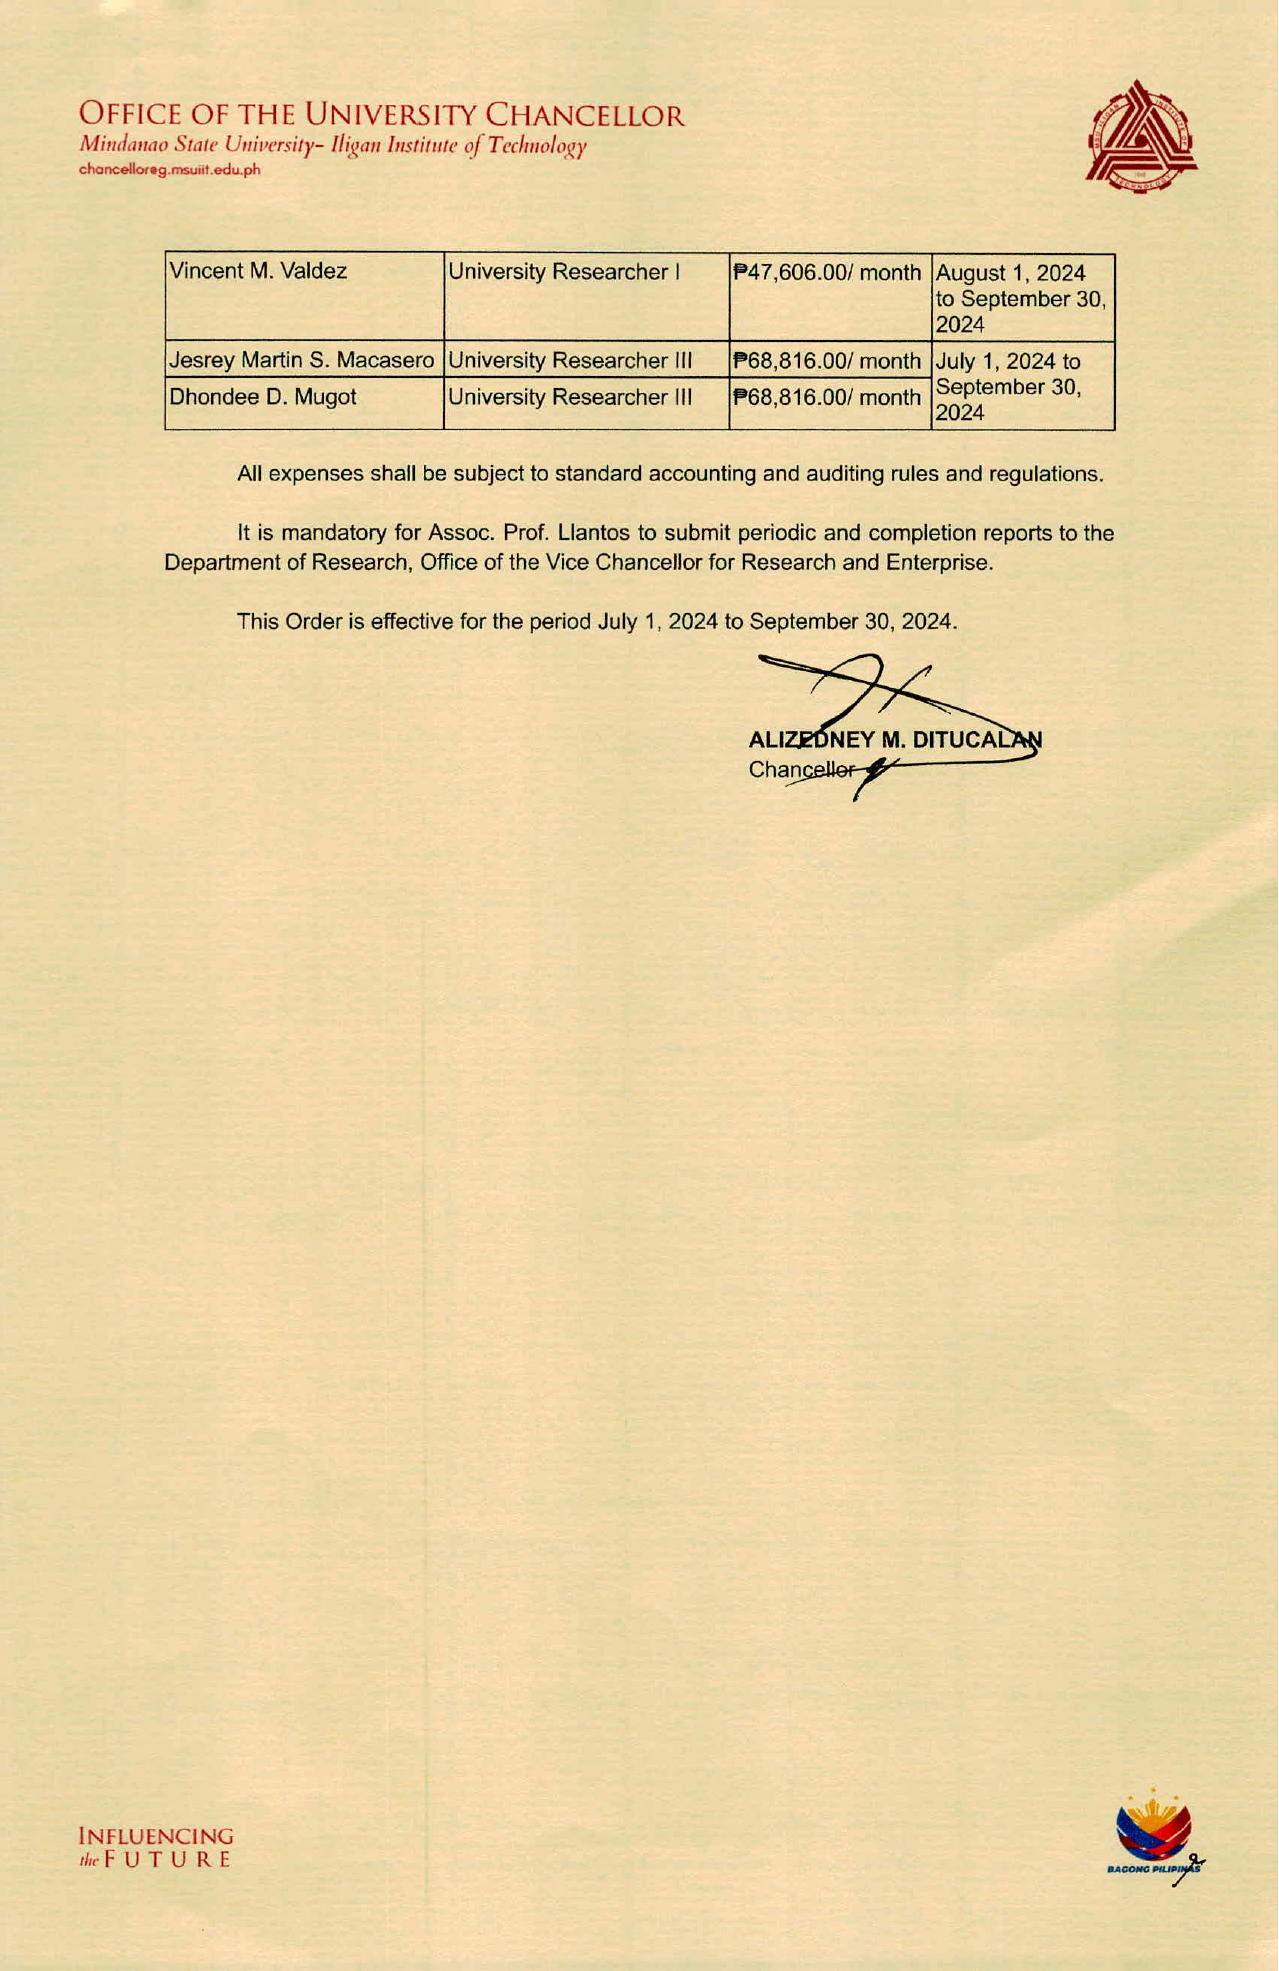 OFFICE OF THE UNIVERSITY CHANCELLOR
Mindanao State University- Iligan Institute of Technology
chancellor@g.msuiit.edu.ph
Vincent M. Valdez University Researcher I ₱47,606.00/ month August 1, 2024
to September 30,
2024
Jesrey Martin S. Macasero University Researcher III ₱68,816.00/ month July 1, 2024 to
September 30,
Dhondee D. Mugot University Researcher III ₱68,816.00/ month
2024
All expenses shall be subject to standard accounting and auditing rules and regulations.
It is mandatory for Assoc. Prof. Llantos to submit periodic and completion reports to the
Department of Research, Office of the Vice Chancellor for Research and Enterprise.
This Order is effective for the period July 1, 2024 to September 30, 2024.
ALIZEDNEY M. DITUCALAN
Chancellor
INFLUENCING
the FUTURE
BAGONG PILIPINAS